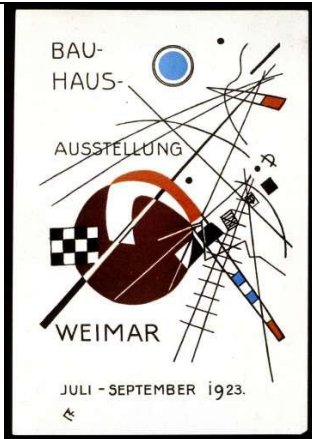 BAU-
HAUS-
AUSSTELLUNG
WEIMAR
JULI - SEPTEMBER 1923.